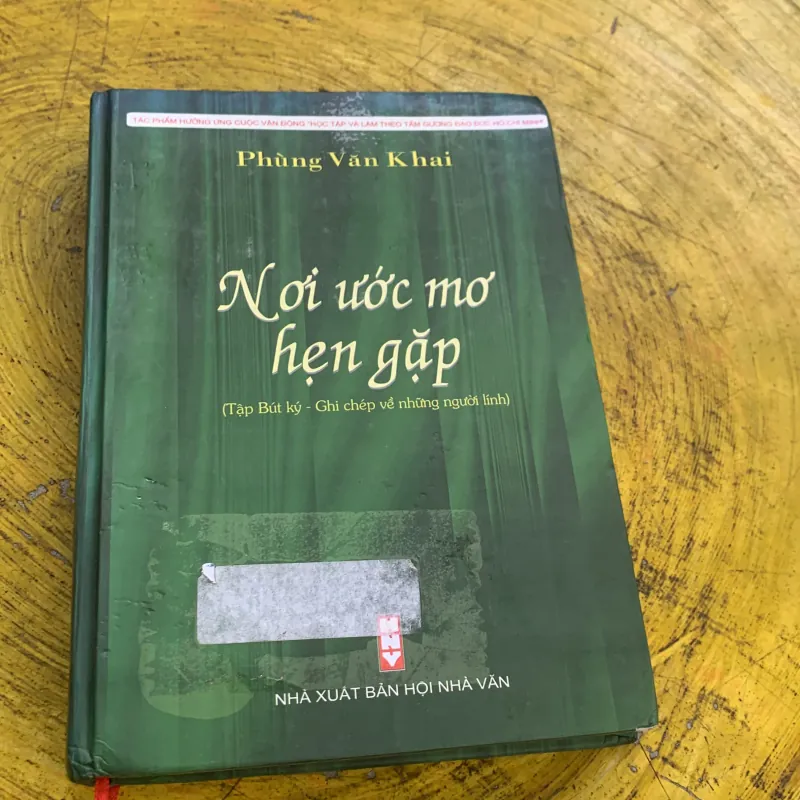 TÁC PHẨM HƯỞNG ỨNG CUỘC VẬN ĐỘNG "HỌC TẬP VÀ LÀM THEO TẤM GƯƠNG ĐẠO ĐỨC HỒ CHÍ MINH"
Phùng Văn Khai
Nơi ước mơ
hẹn gặp
(Tập Bút ký - Ghi chép về những người lính)
HNV
NHÀ XUẤT BẢN HỘI NHÀ VĂN